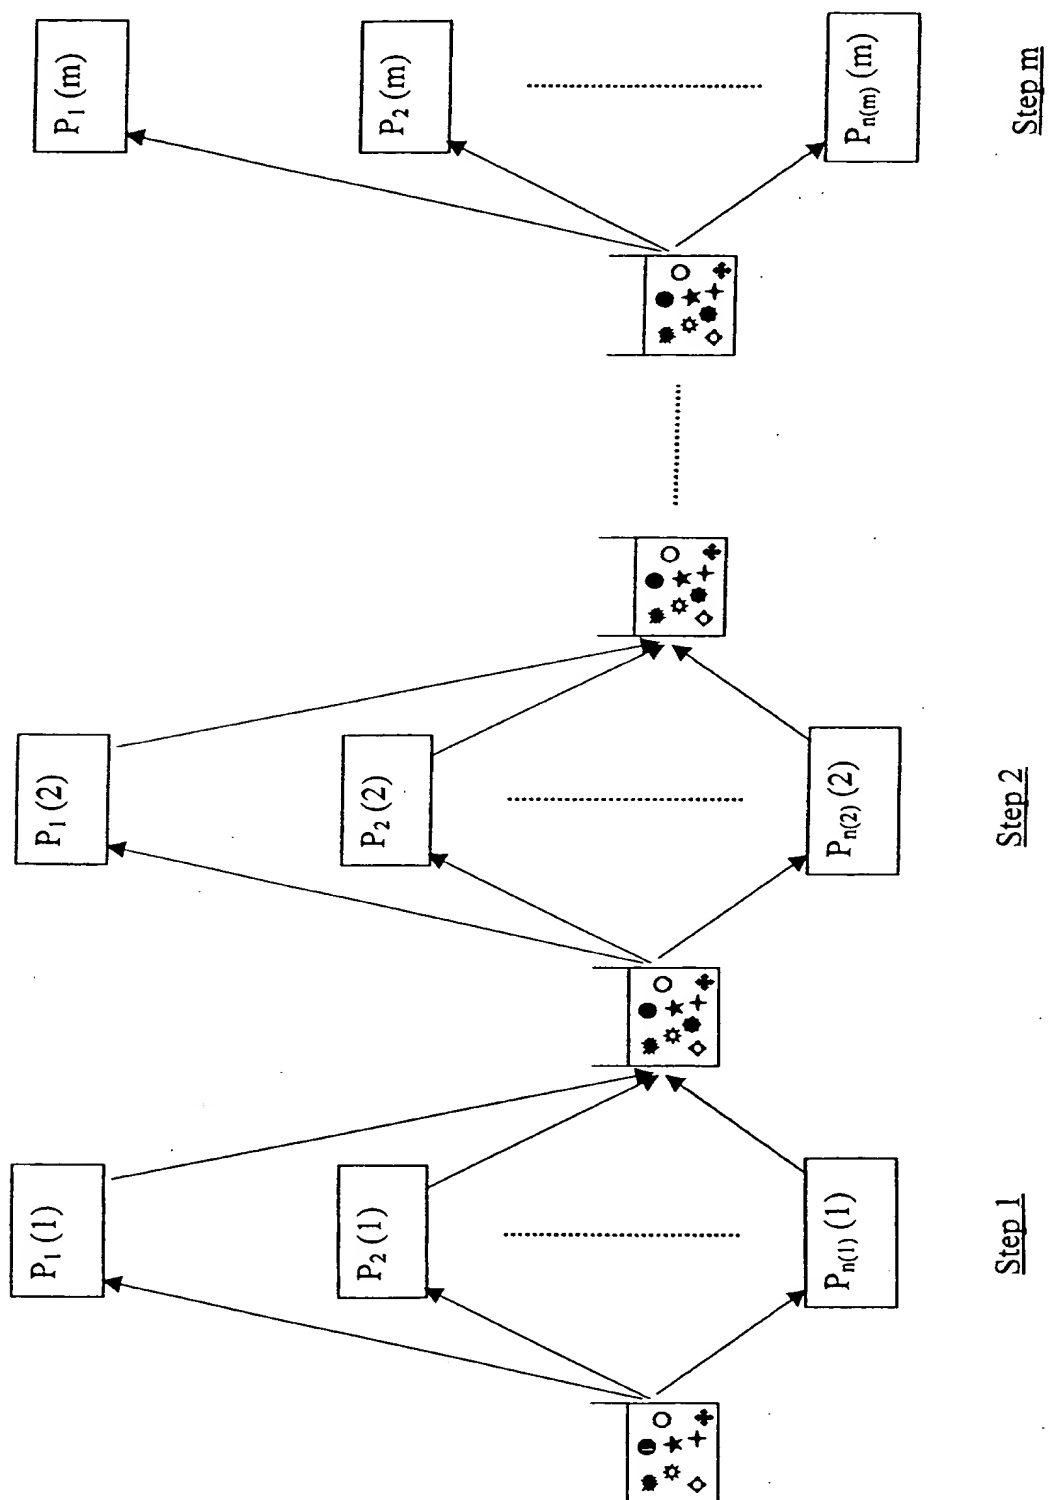 P₁ (1)
P₂ (1)
Pₙ₍₁₎ (1)
Step 1
P₁ (2)
P₂ (2)
Pₙ₍₂₎ (2)
Step 2
P₁ (m)
P₂ (m)
Pₙ₍ₘ₎ (m)
Step m